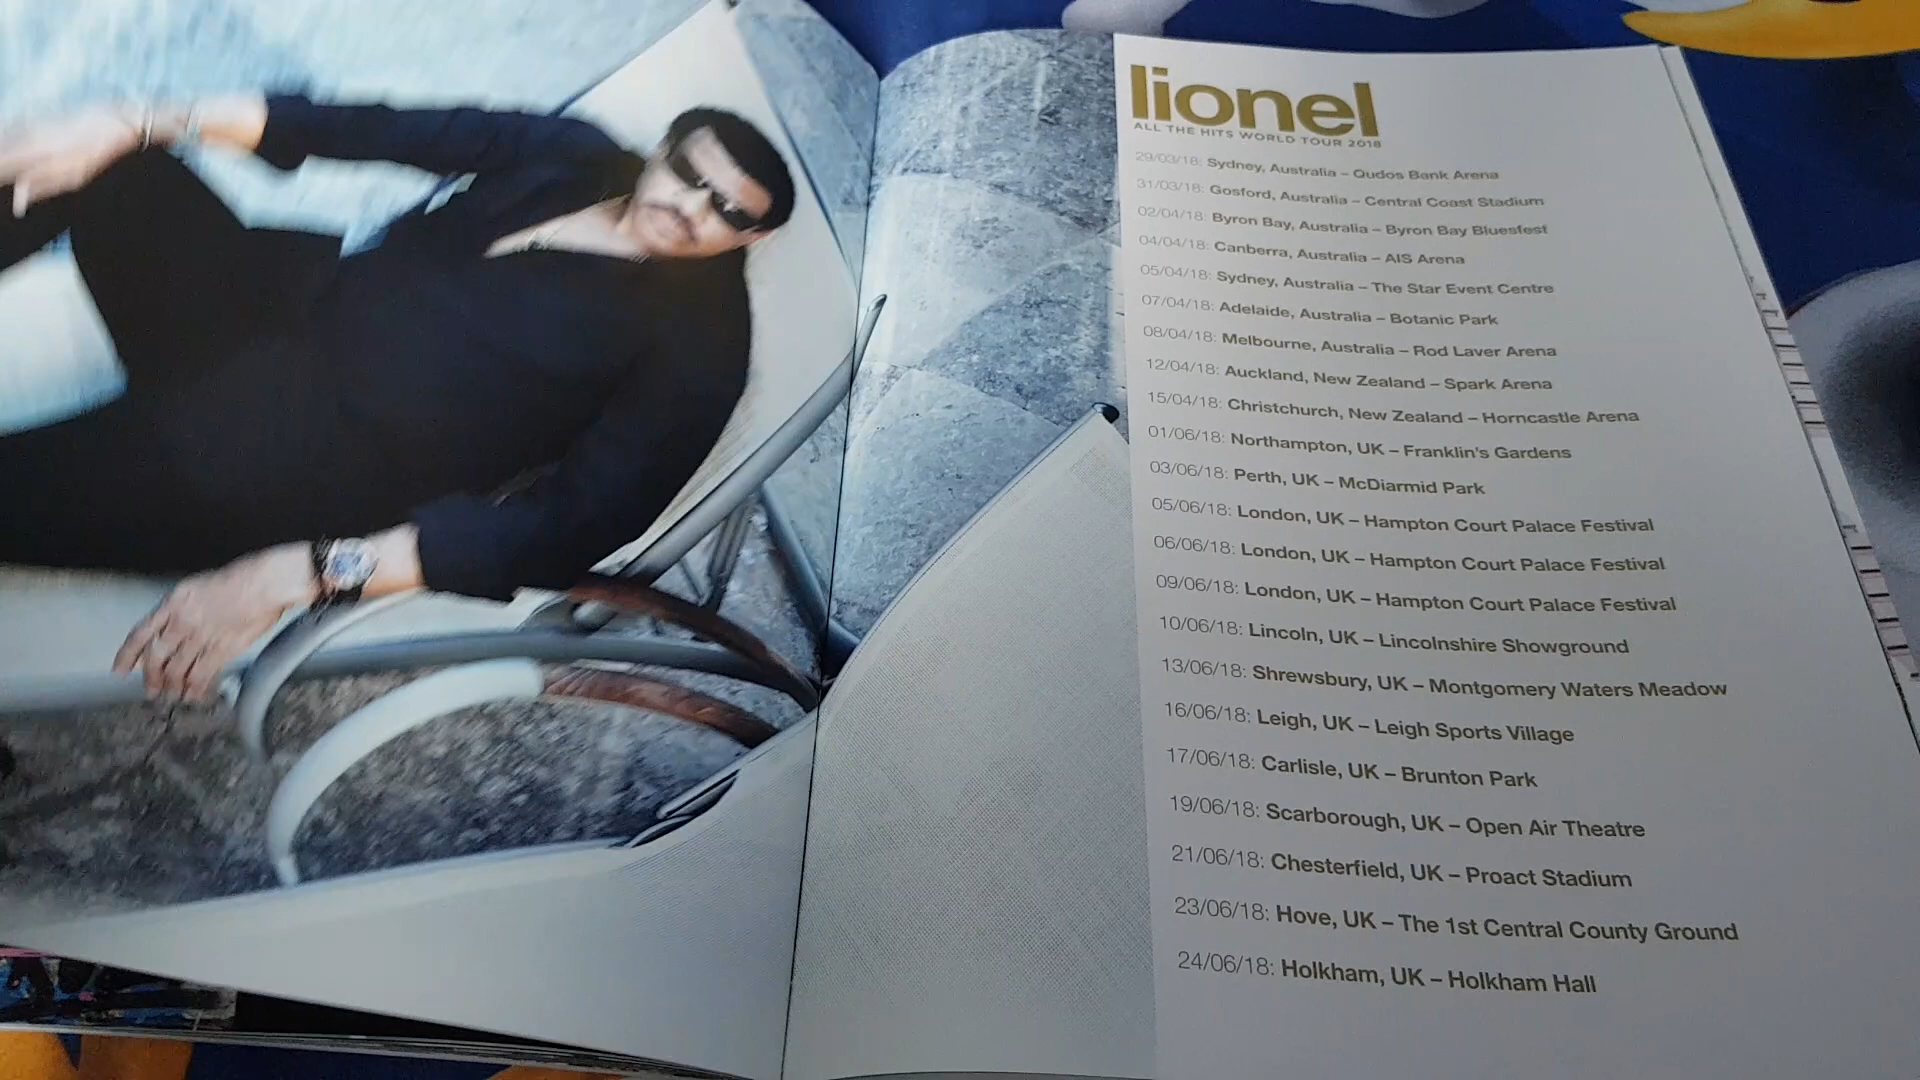 lionel
ALL THE HITS WORLD TOUR 2018
29/03/18: Sydney, Australia – Qudos Bank Arena
31/03/18: Gosford, Australia – Central Coast Stadium
02/04/18: Byron Bay, Australia – Byron Bay Bluesfest
04/04/18: Canberra, Australia – AIS Arena
05/04/18: Sydney, Australia – The Star Event Centre
07/04/18: Adelaide, Australia – Botanic Park
08/04/18: Melbourne, Australia – Rod Laver Arena
12/04/18: Auckland, New Zealand – Spark Arena
15/04/18: Christchurch, New Zealand – Horncastle Arena
01/06/18: Northampton, UK – Franklin's Gardens
03/06/18: Perth, UK – McDiarmid Park
05/06/18: London, UK – Hampton Court Palace Festival
06/06/18: London, UK – Hampton Court Palace Festival
09/06/18: London, UK – Hampton Court Palace Festival
10/06/18: Lincoln, UK – Lincolnshire Showground
13/06/18: Shrewsbury, UK – Montgomery Waters Meadow
16/06/18: Leigh, UK – Leigh Sports Village
17/06/18: Carlisle, UK – Brunton Park
19/06/18: Scarborough, UK – Open Air Theatre
21/06/18: Chesterfield, UK – Proact Stadium
23/06/18: Hove, UK – The 1st Central County Ground
24/06/18: Holkham, UK – Holkham Hall